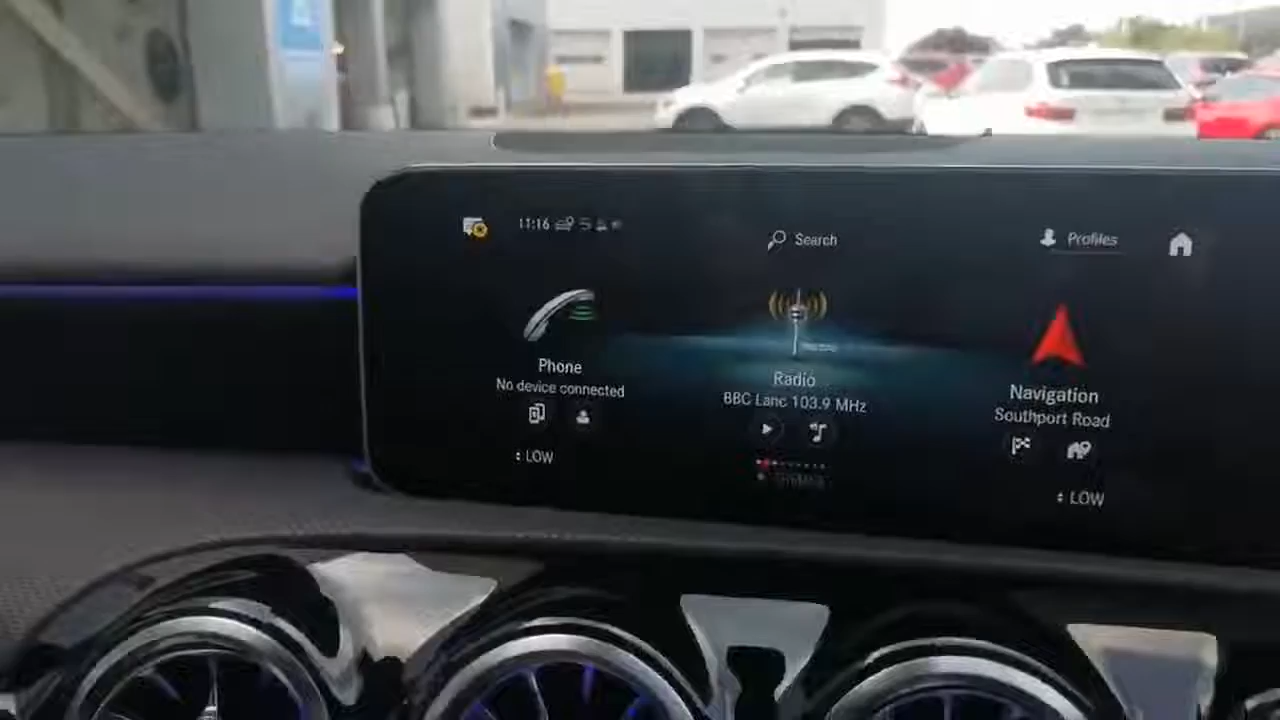 11:16
Search
Profiles
Phone
No device connected
Radio
BBC Lanc 103.9 MHz
Navigation
Southport Road
LOW
LOW